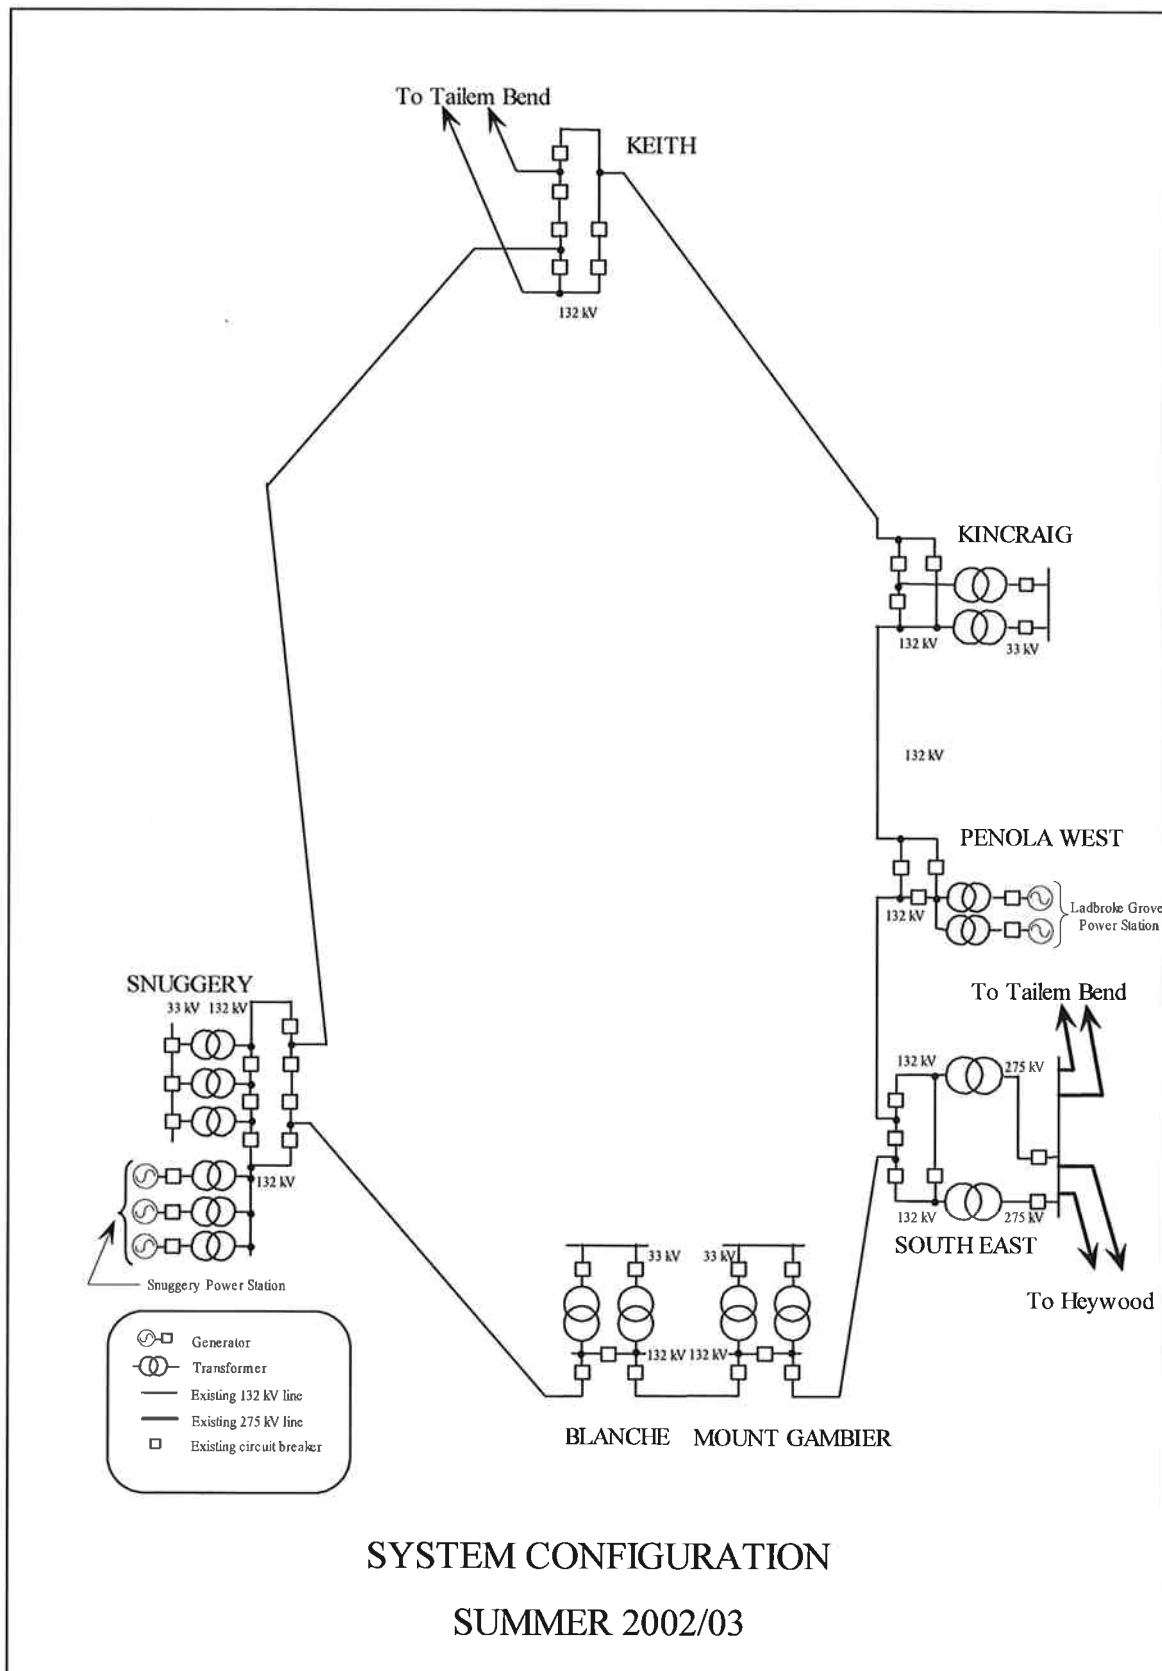 To Tailem Bend
KEITH
132 kV
KINCRAIG
132 kV
33 kV
132 kV
PENOLA WEST
132 kV
Ladbroke Grove
Power Station
SNUGGERY
33 kV 132 kV
132 kV
Snuggery Power Station
To Tailem Bend
132 kV
275 kV
132 kV
275 kV
SOUTH EAST
To Heywood
33 kV
33 kV
132 kV 132 kV
BLANCHE
MOUNT GAMBIER
Generator
Transformer
Existing 132 kV line
Existing 275 kV line
Existing circuit breaker
SYSTEM CONFIGURATION
SUMMER 2002/03